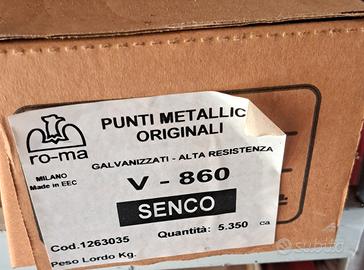 ro-ma
MILANO
Made in EEC
PUNTI METALLIC
ORIGINALI
GALVANIZZATI - ALTA RESISTENZA
V - 860
SENCO
Cod.1263035
Quantità: 5.350 ca
Peso Lordo Kg.
subito